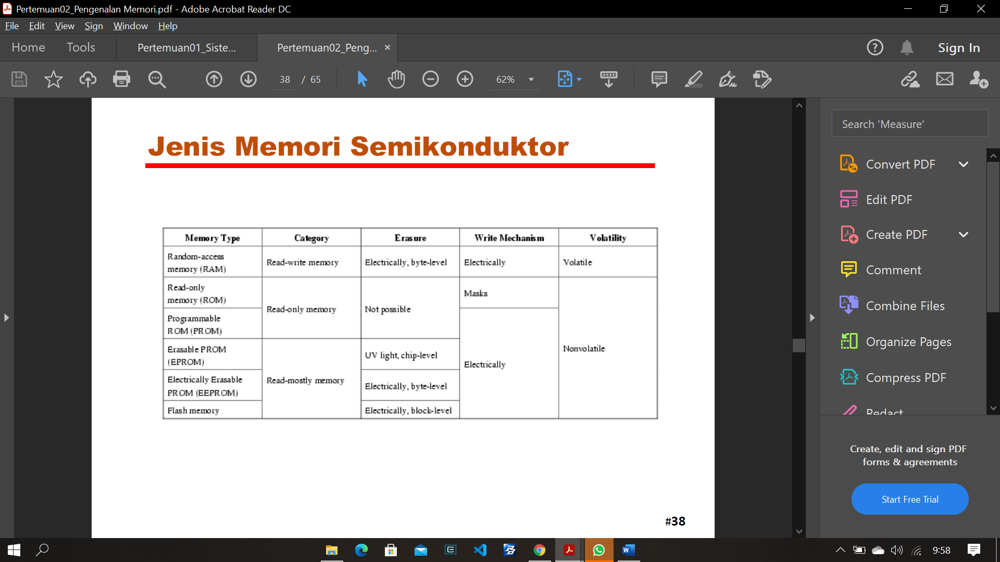 Pertemuan02_Pengenalan Memori.pdf - Adobe Acrobat Reader DC
File Edit View Sign Window Help
Home Tools Pertemuan01_Siste... Pertemuan02_Peng... Sign In
38 / 65 62%
Jenis Memori Semikonduktor
Memory Type Category Erasure Write Mechanism Volatility
Random-access
memory (RAM) Read-write memory Electrically, byte-level Electrically Volatile
Read-only
memory (ROM) Read-only memory Not possible Masks Nonvolatile
Programmable
ROM (PROM) Electrically
Erasable PROM
(EPROM) Read-mostly memory UV light, chip-level
Electrically Erasable
PROM (EEPROM) Electrically, byte-level
Flash memory Electrically, block-level
#38
Search 'Measure'
Convert PDF
Edit PDF
Create PDF
Comment
Combine Files
Organize Pages
Compress PDF
Redact
Create, edit and sign PDF
forms & agreements
Start Free Trial
9:58